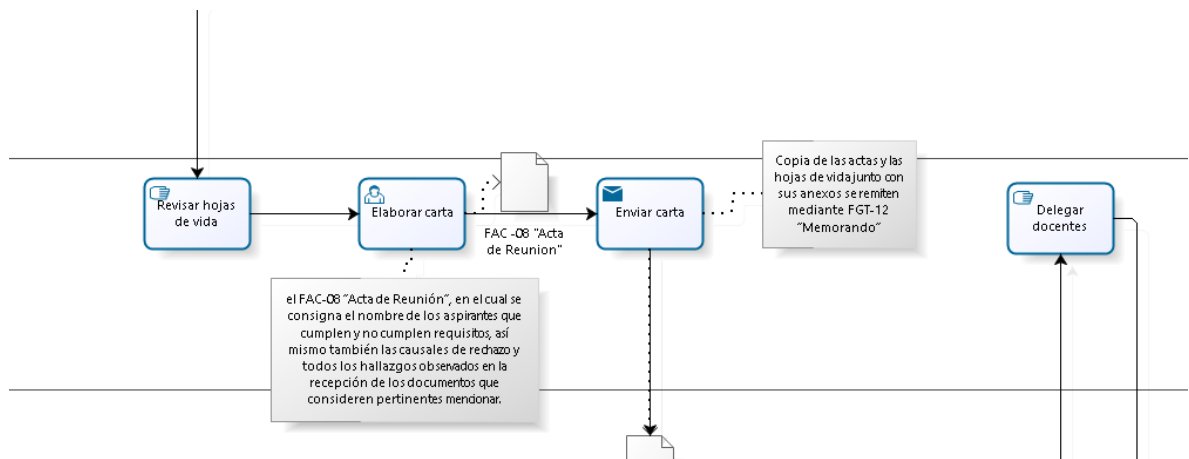 Revisar hojas
de vida
Elaborar carta
FAC -08 "Acta
de Reunion"
Enviar carta
Copia de las actas y las
hojas de vida junto con
sus anexos se remiten
mediante FGT-12
"Memorando"
Delegar
docentes
el FAC-08 "Acta de Reunión", en el cual se
consigna el nombre de los aspirantes que
cumplen y no cumplen requisitos, así
mismo también las causales de rechazo y
todos los hallazgos observados en la
recepción de los documentos que
consideren pertinentes mencionar.